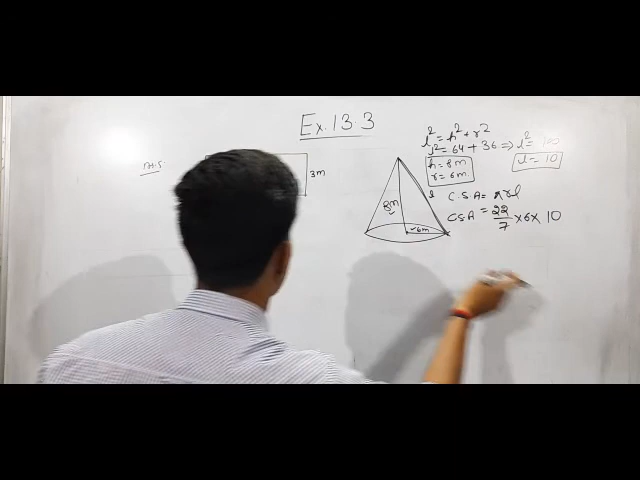 Ex.13.3
3m
l² = h² + r²
l² = 64 + 36 ⇒ l² = 100
h = 8m
r = 6m
l = 10
l
C.S.A = πrl
8m
6m
CSA = 22/7 × 6 × 10